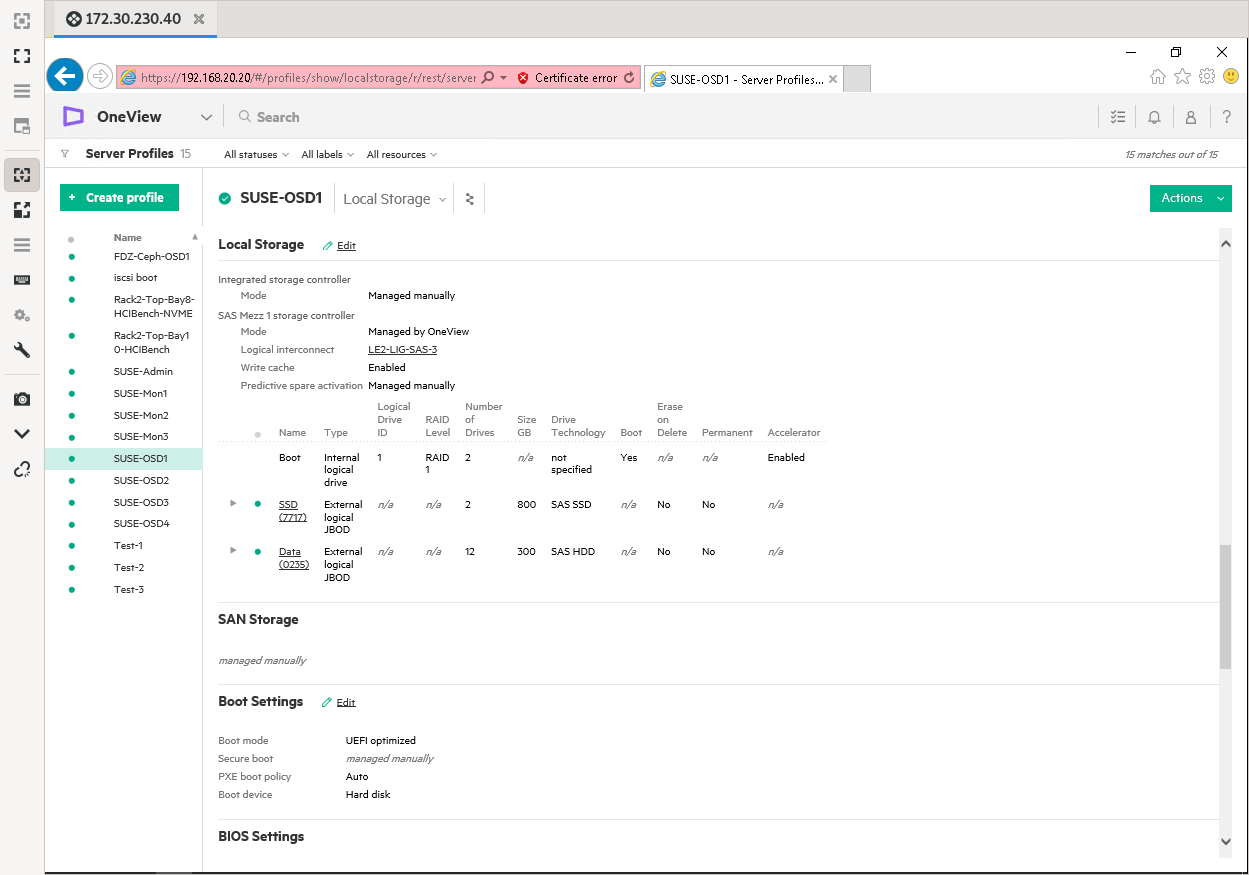 172.30.230.40
https://192.168.20.20/#/profiles/show/localstorage/r/rest/server
Certificate error
SUSE-OSD1 - Server Profiles...
OneView
Search
?
Server Profiles 15
All statuses
All labels
All resources
15 matches out of 15
+ Create profile
SUSE-OSD1
Local Storage
Actions
Name
FDZ-Ceph-OSD1
iscsi boot
Rack2-Top-Bay8-
HCIBench-NVME
Rack2-Top-Bay1
0-HCIBench
SUSE-Admin
SUSE-Mon1
SUSE-Mon2
SUSE-Mon3
SUSE-OSD1
SUSE-OSD2
SUSE-OSD3
SUSE-OSD4
Test-1
Test-2
Test-3
Local Storage Edit
Integrated storage controller
Mode Managed manually
SAS Mezz 1 storage controller
Mode Managed by OneView
Logical interconnect LE2-LIG-SAS-3
Write cache Enabled
Predictive spare activation Managed manually
Logical Number Erase
Drive RAID of Size Drive on
Name Type ID Level Drives GB Technology Boot Delete Permanent Accelerator
Boot Internal 1 RAID 2 n/a not Yes n/a n/a Enabled
logical 1 specified
drive
SSD External n/a n/a 2 800 SAS SSD n/a No No n/a
(7717) logical
JBOD
Data External n/a n/a 12 300 SAS HDD n/a No No n/a
(0235) logical
JBOD
SAN Storage
managed manually
Boot Settings Edit
Boot mode UEFI optimized
Secure boot managed manually
PXE boot policy Auto
Boot device Hard disk
BIOS Settings